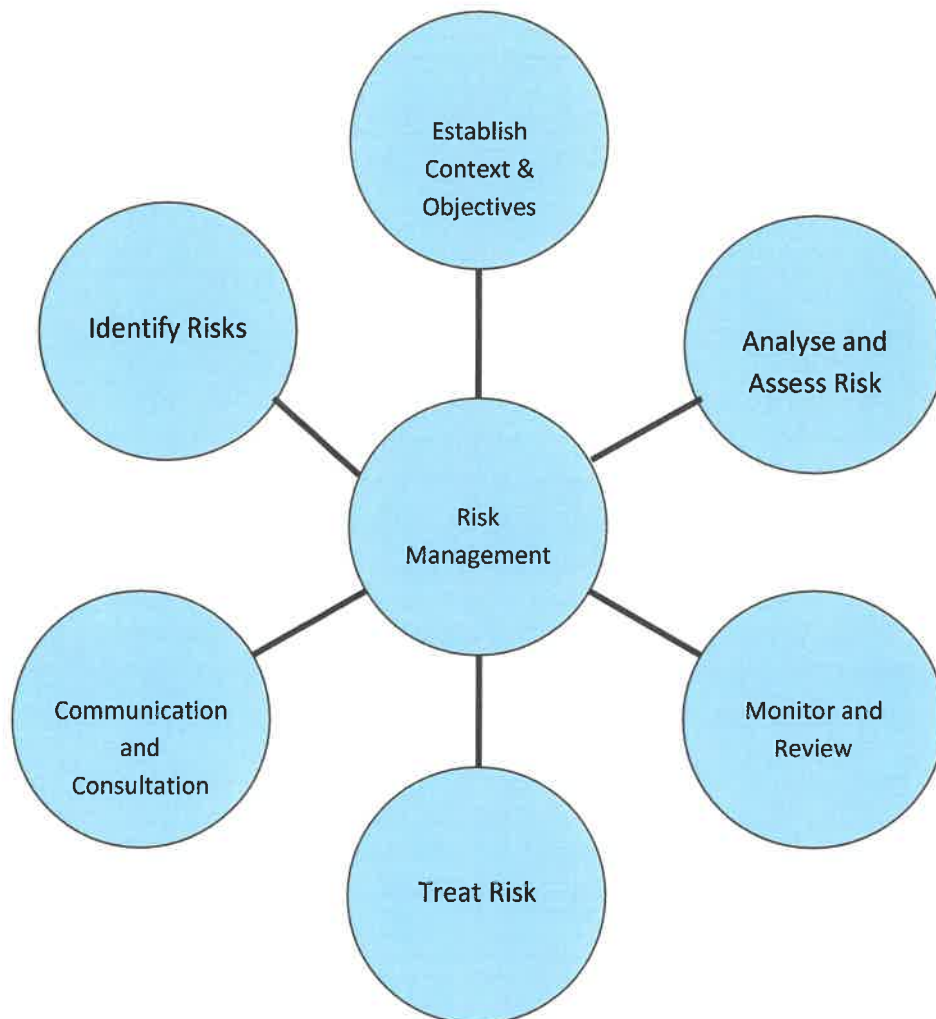 Establish
Context &
Objectives
Identify Risks
Analyse and
Assess Risk
Risk
Management
Communication
and
Consultation
Monitor and
Review
Treat Risk